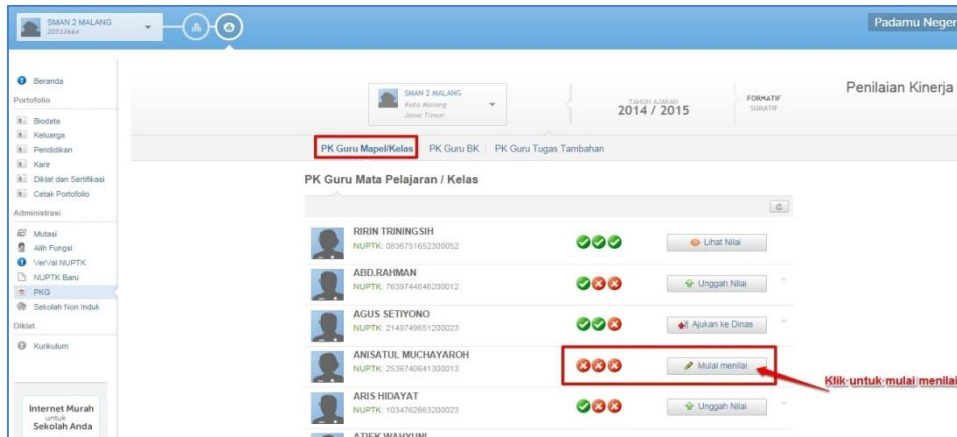 SMAN 2 MALANG
20533664
Padamu Neger
Beranda
Portofolio
Biodata
Keluarga
Pendidikan
Karir
Diklat dan Sertifikasi
Cetak Portofolio
Administrasi
Mutasi
Alih Fungsi
VerVal NUPTK
NUPTK Baru
PKG
Sekolah Non Induk
Diklat
Kurikulum
Internet Murah
untuk
Sekolah Anda
SMAN 2 MALANG
Kota Malang
Jawa Timur
TAHUN AJARAN
2014 / 2015
FORMATIF
SUMATIF
Penilaian Kinerja
PK Guru Mapel/Kelas PK Guru BK PK Guru Tugas Tambahan
PK Guru Mata Pelajaran / Kelas
RIRIN TRININGSIH
NUPTK: 0836751652300052
Lihat Nilai
ABD.RAHMAN
NUPTK: 7639744646200012
Unggah Nilai
AGUS SETIYONO
NUPTK: 2149749651200023
Ajukan ke Dinas
ANISATUL MUCHAYAROH
NUPTK: 2536740641300013
Mulai menilai
Klik untuk mulai menilai
ARIS HIDAYAT
NUPTK: 1034762663200023
Unggah Nilai
ATIEK WAHYUNI